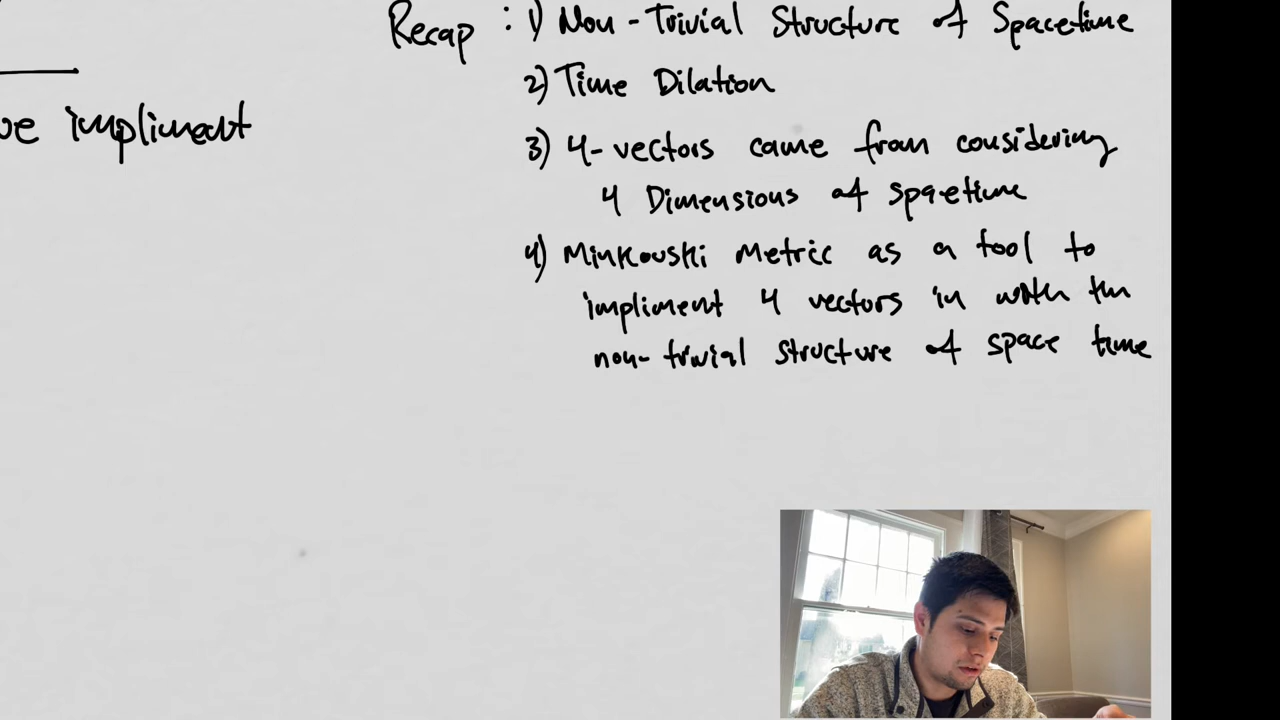 Recap : 1) Non-Trivial Structure of Spacetime
ve impliment
2) Time Dilation
3) 4-vectors came from considering
4 Dimensions of spacetime
4) Minkouski Metric as a tool to
impliment 4 vectors in with the
non-trivial structure of space time